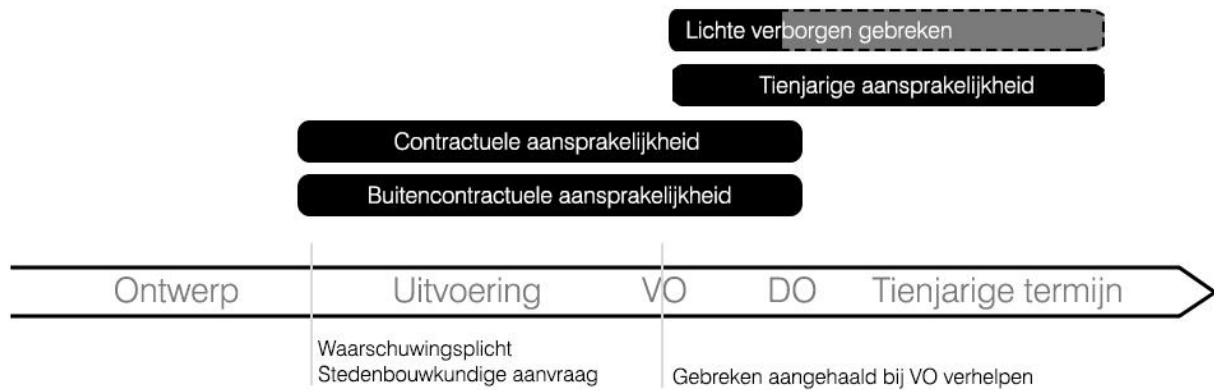 Lichte verborgen gebreken
Tienjarige aansprakelijkheid
Contractuele aansprakelijkheid
Buitencontractuele aansprakelijkheid
Ontwerp Uitvoering VO DO Tienjarige termijn
Waarschuwingsplicht
Stedenbouwkundige aanvraag
Gebreken aangehaald bij VO verhelpen